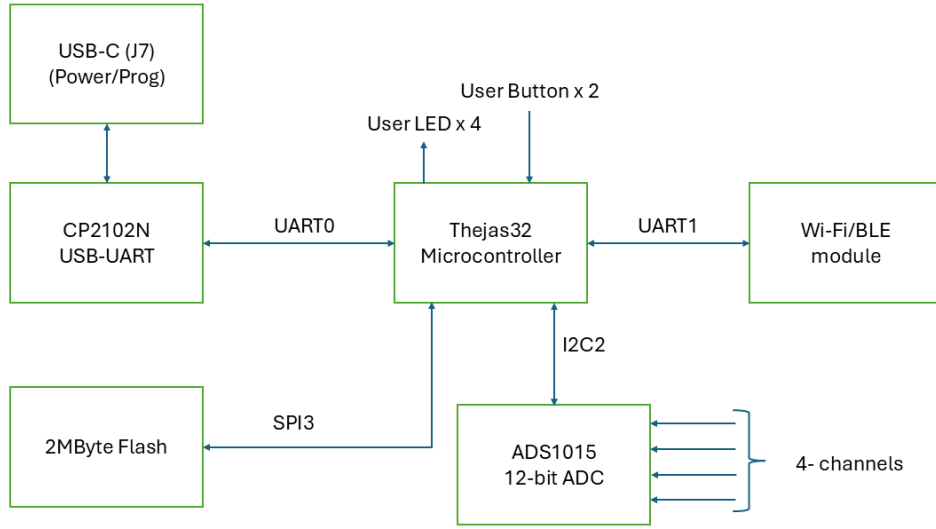 USB-C (J7)
(Power/Prog)
User Button x 2
User LED x 4
CP2102N
USB-UART
UART0
Thejas32
Microcontroller
UART1
Wi-Fi/BLE
module
I2C2
2MByte Flash
SPI3
ADS1015
12-bit ADC
4- channels